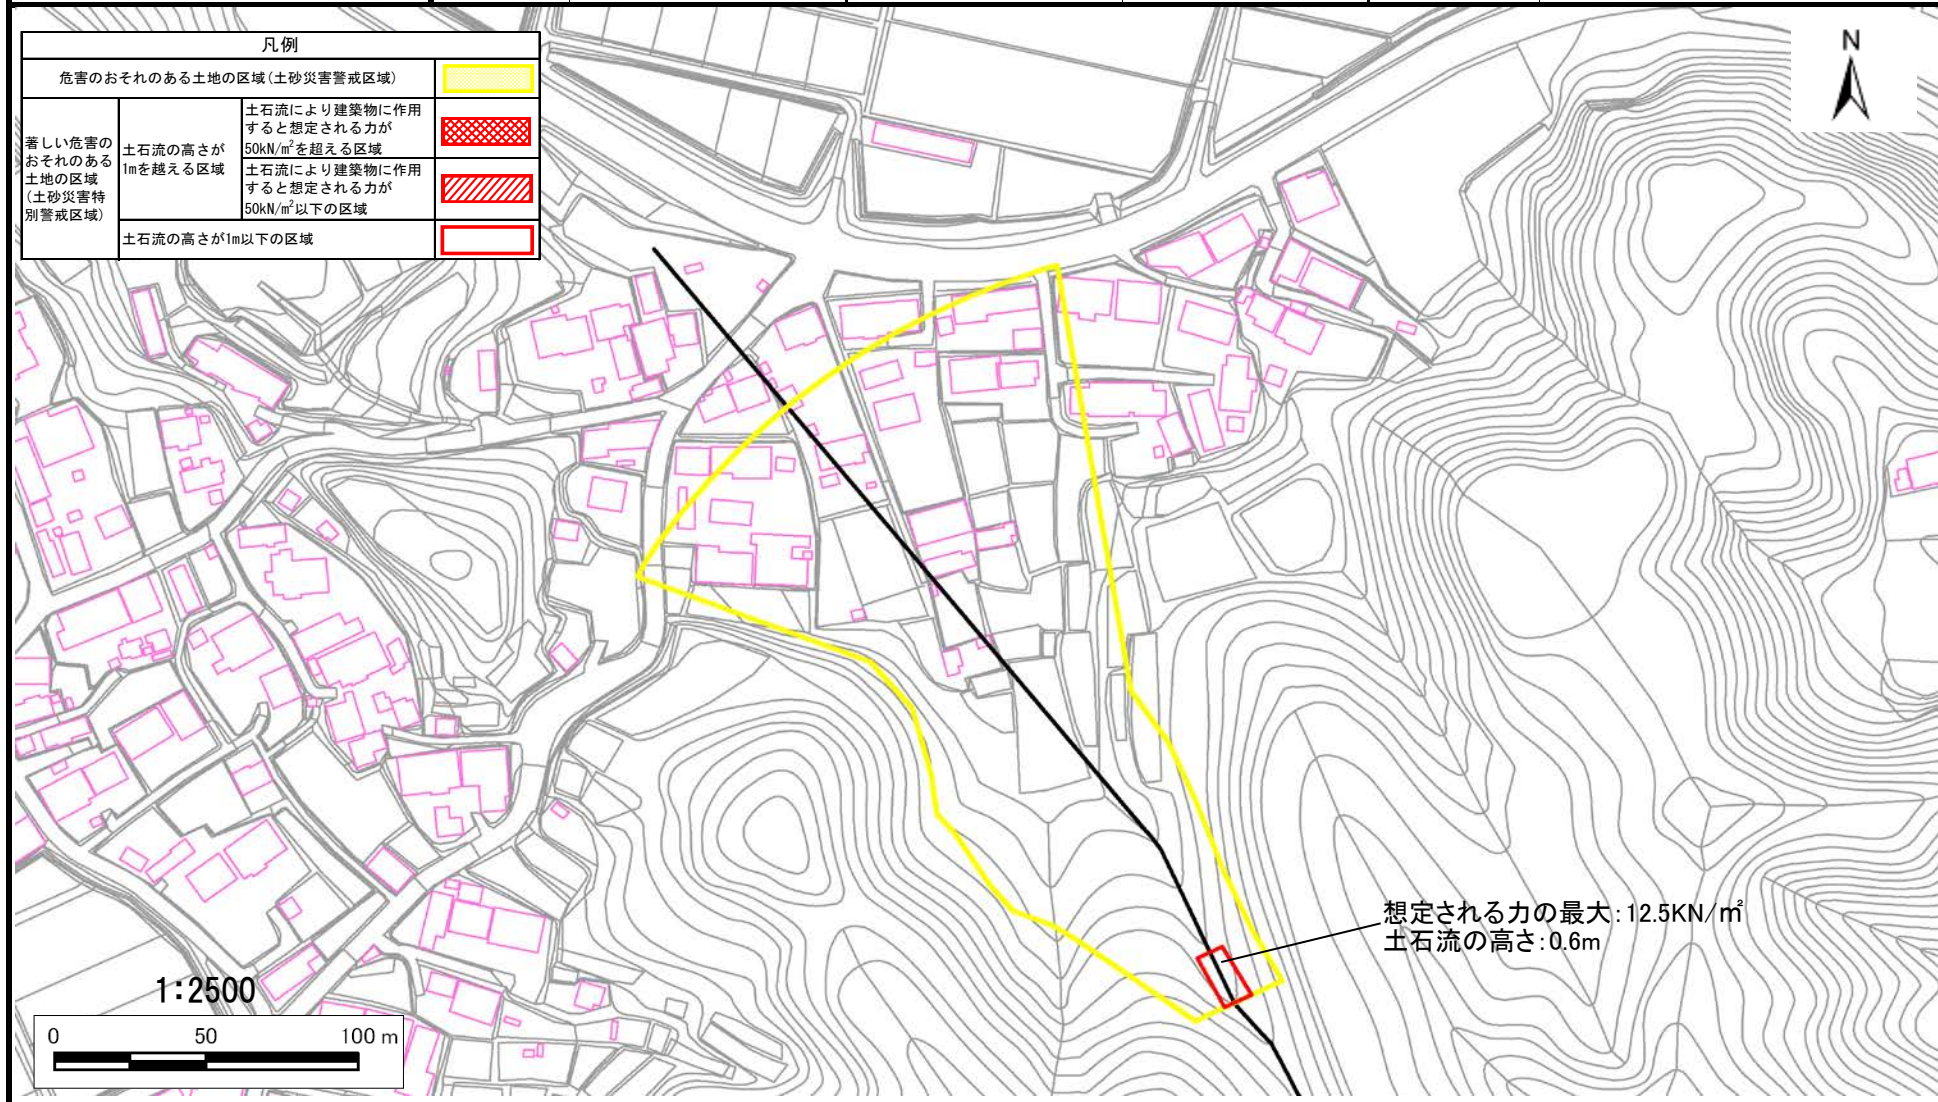 凡例
危害のおそれのある土地の区域(土砂災害警戒区域)
著しい危害の
おそれのある
土地の区域
(土砂災害特
別警戒区域)
土石流の高さが
1mを越える区域
土石流により建築物に作用
すると想定される力が
50kN/m²を超える区域
土石流により建築物に作用
すると想定される力が
50kN/m²以下の区域
土石流の高さが1m以下の区域
N
想定される力の最大:12.5KN/㎡
土石流の高さ:0.6m
1:2500
0 50 100 m